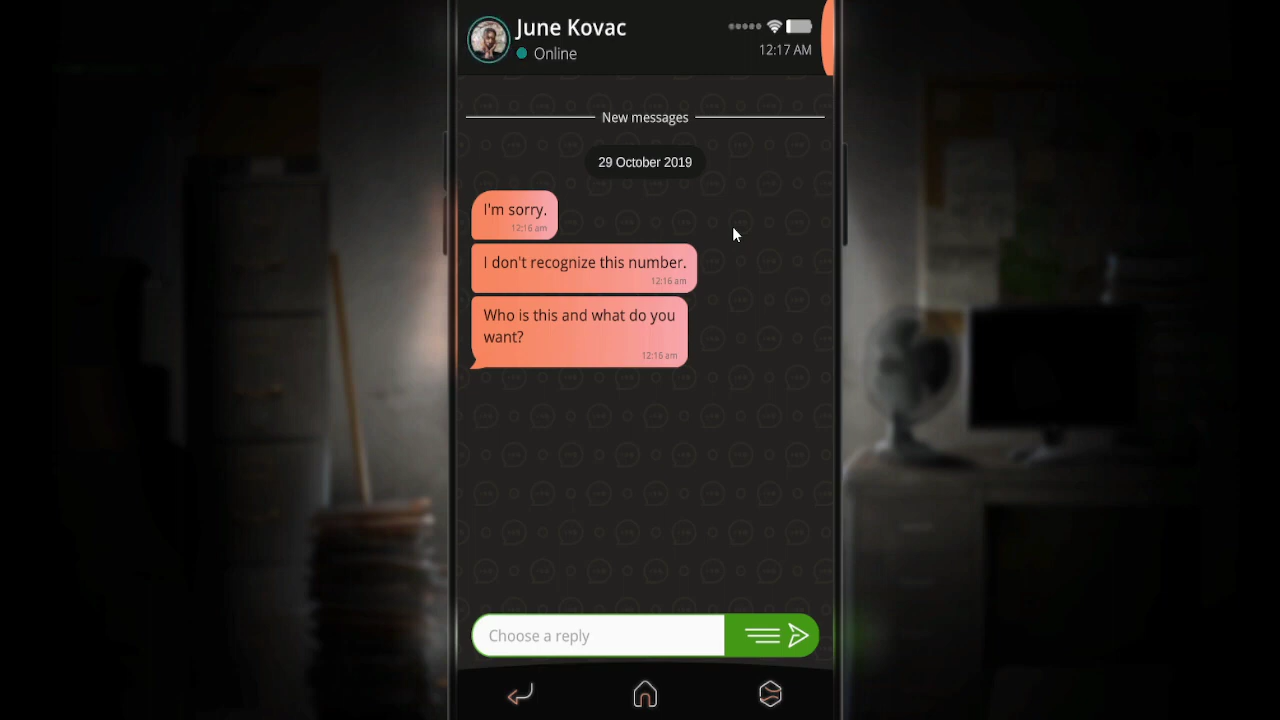 June Kovac
Online
12:17 AM
New messages
29 October 2019
I'm sorry.
12:16 am
I don't recognize this number.
12:16 am
Who is this and what do you
want?
12:16 am
Choose a reply